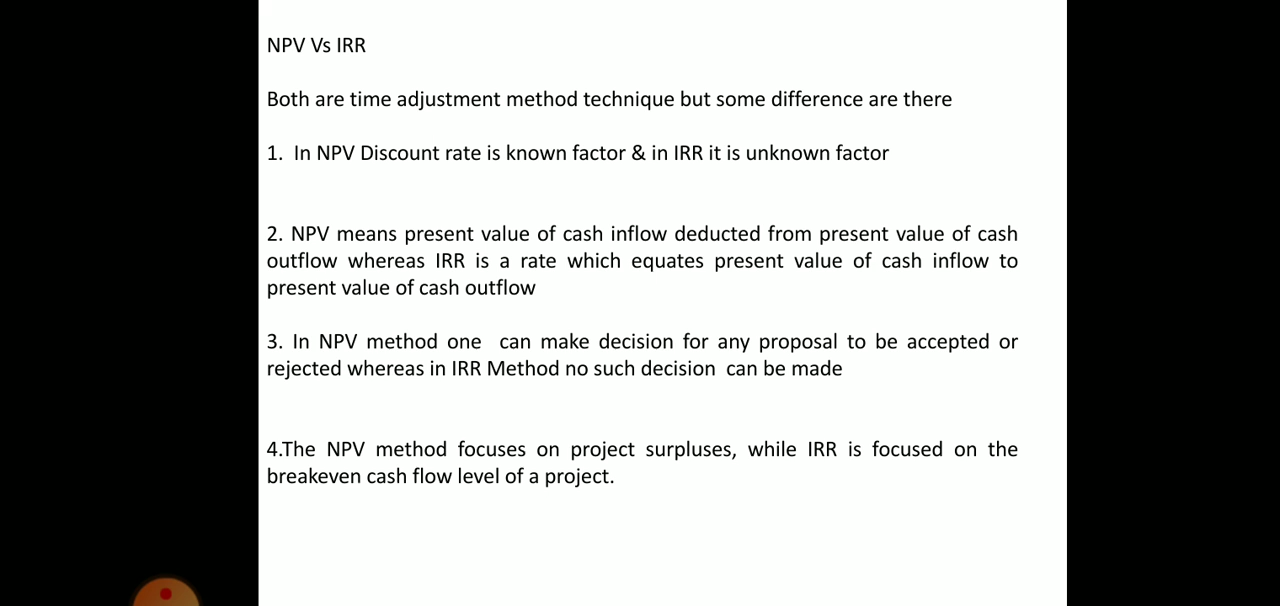 NPV Vs IRR
Both are time adjustment method technique but some difference are there
1. In NPV Discount rate is known factor & in IRR it is unknown factor
2. NPV means present value of cash inflow deducted from present value of cash
outflow whereas IRR is a rate which equates present value of cash inflow to
present value of cash outflow
3. In NPV method one can make decision for any proposal to be accepted or
rejected whereas in IRR Method no such decision can be made
4.The NPV method focuses on project surpluses, while IRR is focused on the
breakeven cash flow level of a project.